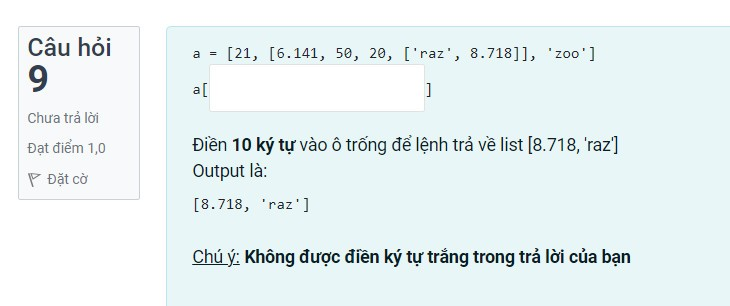 Câu hỏi
9
Chưa trả lời
Đạt điểm 1,0
Đặt cờ
a = [21, [6.141, 50, 20, ['raz', 8.718]], 'zoo']
a[ ]
Điền 10 ký tự vào ô trống để lệnh trả về list [8.718, 'raz']
Output là:
[8.718, 'raz']
Chú ý: Không được điền ký tự trắng trong trả lời của bạn